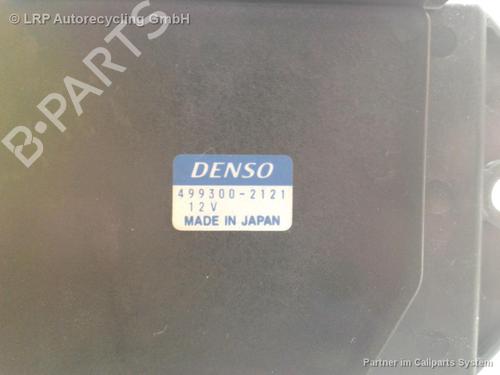 © LRP Autorecycling GmbH
B-PARTS
DENSO
499300-2121
12V
MADE IN JAPAN
Partner im Callparts System